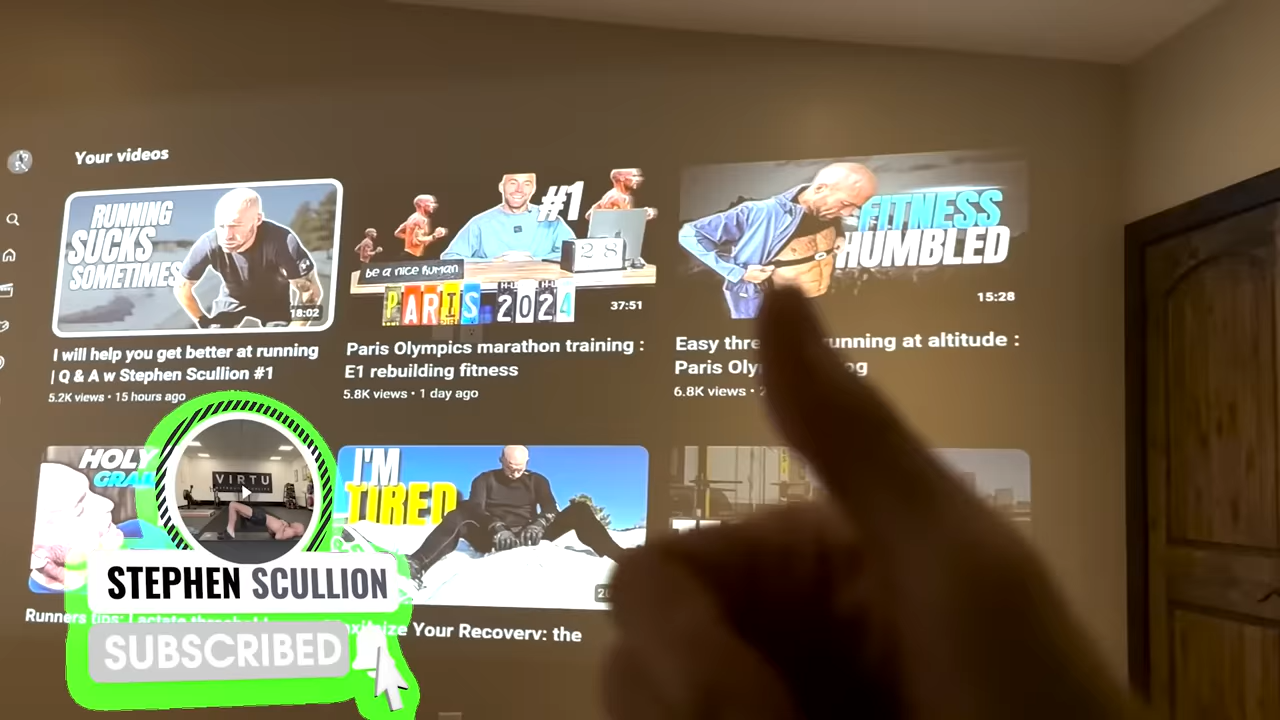 Your videos
RUNNING
SUCKS
SOMETIMES
18:02
I will help you get better at running
| Q & A w Stephen Scullion #1
5.2K views • 15 hours ago
#1
28
be a nice human
PARIS 2024
37:51
Paris Olympics marathon training :
E1 rebuilding fitness
5.8K views • 1 day ago
FITNESS
HUMBLED
15:28
Easy running at altitude :
Paris
6.8K views •
HOLY
VIRTU
STEPHEN SCULLION
SUBSCRIBED
Runners tips: Lactate
I'M
TIRED
Your Recovery: the